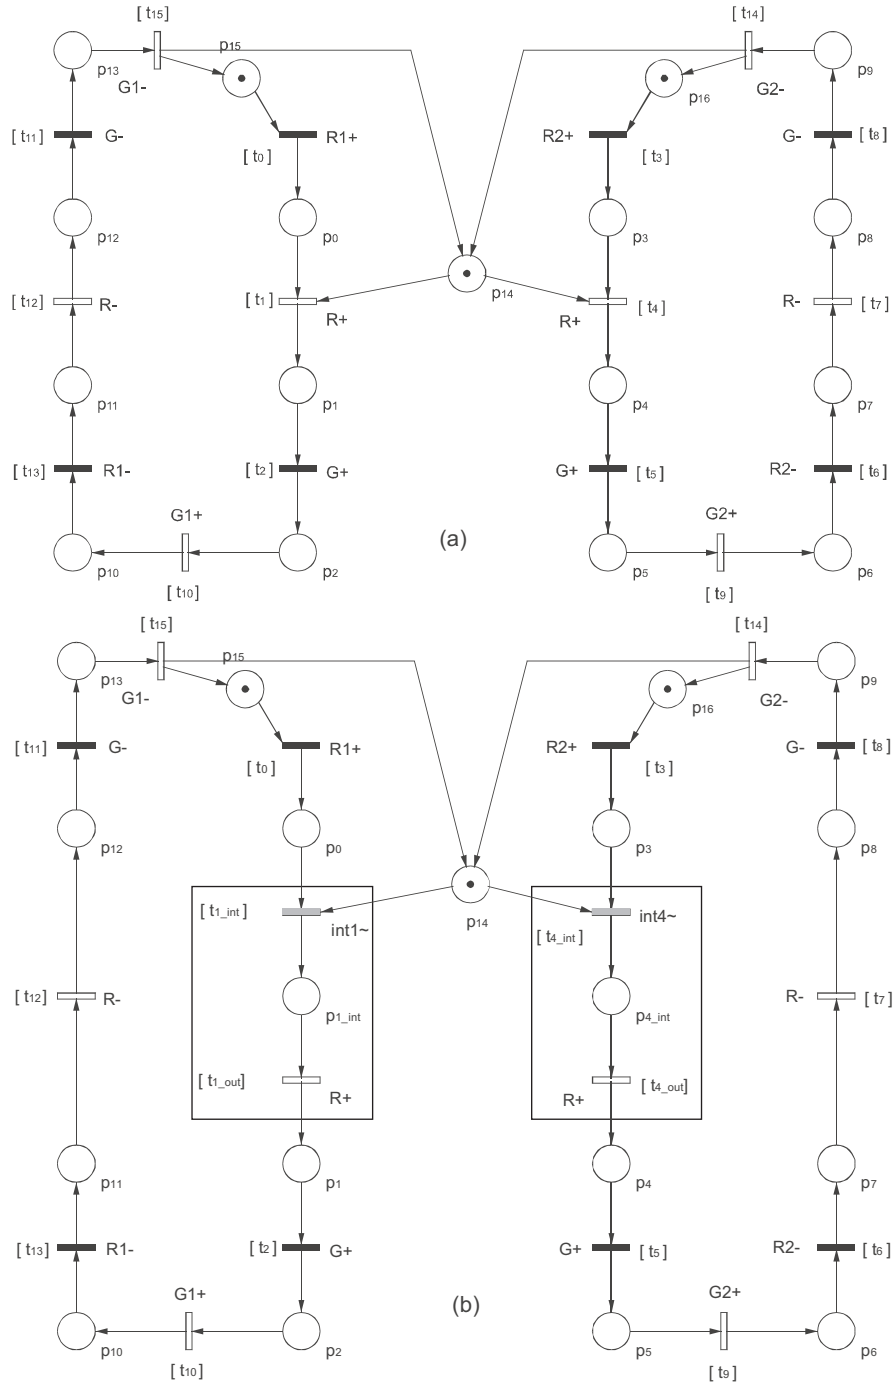 [ t15] [ t14]
p15
p13 p9
G1- p16 G2-
[ t11] G- R1+ R2+ G- [ t8]
[ t0] [ t3]
p12 p0 p3 p8
p14
[ t12] R- [ t1] R+ R+ [ t4] R- [ t7]
p11 p1 p4 p7
[ t13] R1- [ t2] G+ G+ [ t5] R2- [ t6]
G1+ G2+
(a)
p10 p2 p5 p6
[ t10] [ t9]
[ t15] [ t14]
p15
p13 p9
G1- p16 G2-
[ t11] G- R1+ R2+ G- [ t8]
[ t0] [ t3]
p12 p0 p3 p8
[ t1_int] int1~ p14 int4~
[ t4_int]
[ t12] R- R- [ t7]
p1_int p4_int
[ t1_out] [ t4_out]
R+ R+
p11 p1 p4 p7
[ t13] R1- [ t2] G+ G+ [ t5] R2- [ t6]
G1+ (b) G2+
p10 p2 p5 p6
[ t10] [ t9]